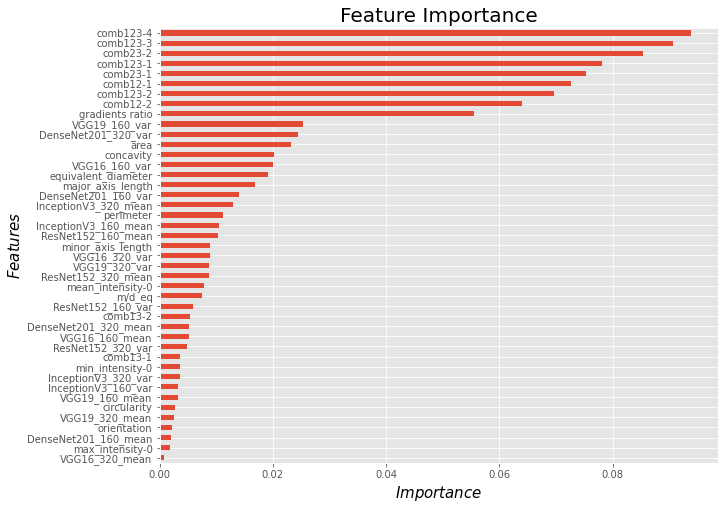 Feature Importance
comb123-4
comb123-3
comb23-2
comb123-1
comb23-1
comb12-1
comb123-2
comb12-2
gradients ratio
VGG19_160_var
DenseNet201_320_var
area
concavity
VGG16_160_var
equivalent_diameter
major_axis_length
DenseNet201_160_var
InceptionV3_320_mean
perimeter
InceptionV3_160_mean
ResNet152_160_mean
minor_axis_length
VGG16_320_var
VGG19_320_var
ResNet152_320_mean
mean_intensity-0
m/d_eq
ResNet152_160_var
comb13-2
DenseNet201_320_mean
VGG16_160_mean
ResNet152_320_var
comb13-1
min_intensity-0
InceptionV3_320_var
InceptionV3_160_var
VGG19_160_mean
circularity
VGG19_320_mean
orientation
DenseNet201_160_mean
max_intensity-0
VGG16_320_mean
Features
0.00 0.02 0.04 0.06 0.08
Importance